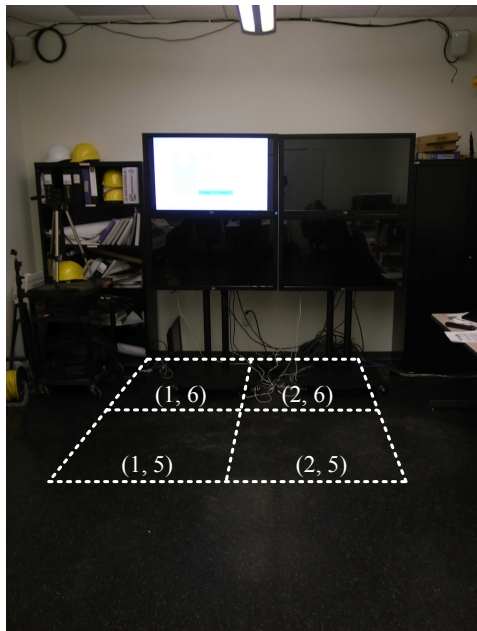 (1, 6) (2, 6)
(1, 5) (2, 5)